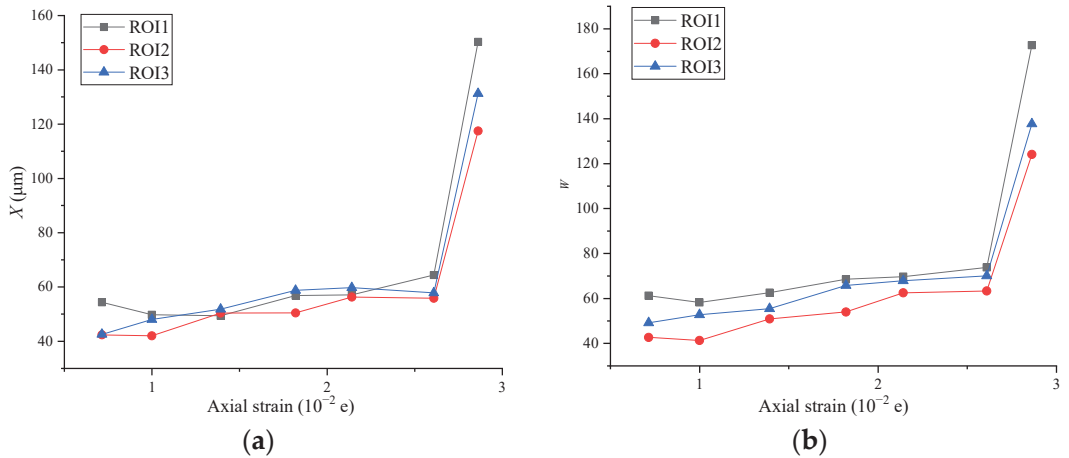 160
140
120
100
80
60
40
X (μm)
ROI1
ROI2
ROI3
1
2
3
Axial strain (10⁻² e)
(a)
180
160
140
120
100
80
60
40
w
ROI1
ROI2
ROI3
1
2
3
Axial strain (10⁻² e)
(b)